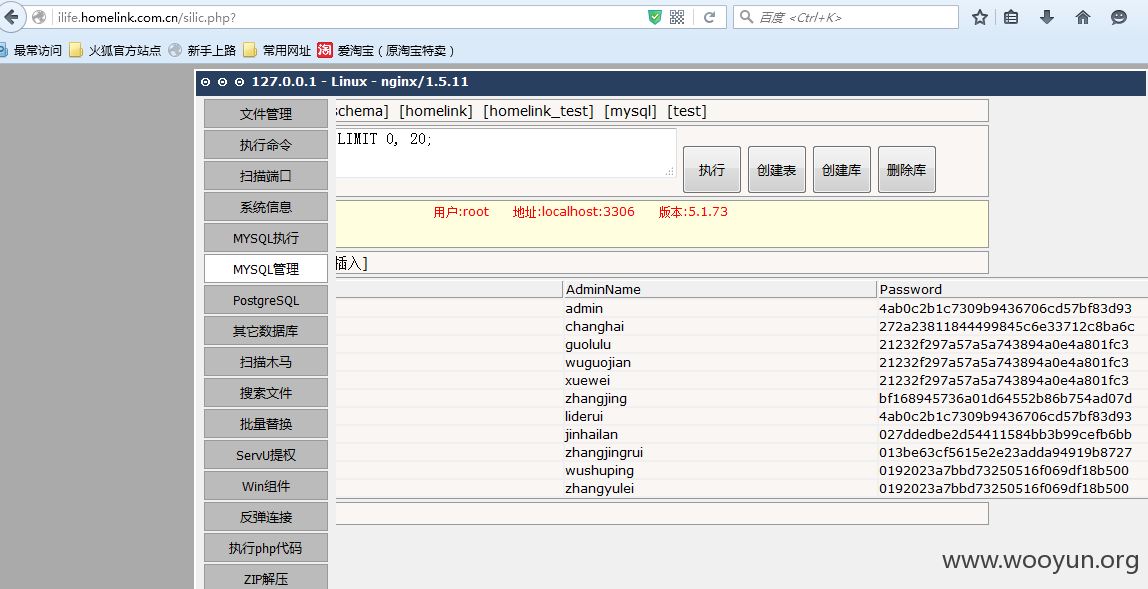 ilife.homelink.com.cn/silic.php?
百度 <Ctrl+K>
最常访问 火狐官方站点 新手上路 常用网址 淘 爱淘宝（原淘宝特卖）
127.0.0.1 - Linux - nginx/1.5.11
文件管理
执行命令
扫描端口
系统信息
MYSQL执行
MYSQL管理
PostgreSQL
其它数据库
扫描木马
搜索文件
批量替换
ServU提权
Win组件
反弹连接
执行php代码
ZIP解压
schema] [homelink] [homelink_test] [mysql] [test]
LIMIT 0, 20;
执行 创建表 创建库 删除库
用户:root 地址:localhost:3306 版本:5.1.73
插入]
AdminName Password
admin 4ab0c2b1c7309b9436706cd57bf83d93
changhai 272a23811844499845c6e33712c8ba6c
guolulu 21232f297a57a5a743894a0e4a801fc3
wuguojian 21232f297a57a5a743894a0e4a801fc3
xuewei 21232f297a57a5a743894a0e4a801fc3
zhangjing bf168945736a01d64552b86b754ad07d
liderui 4ab0c2b1c7309b9436706cd57bf83d93
jinhailan 027ddedbe2d54411584bb3b99cefb6bb
zhangjingrui 013be63cf5615e2e23adda94919b8727
wushuping 0192023a7bbd73250516f069df18b500
zhangyulei 0192023a7bbd73250516f069df18b500
www.wooyun.org